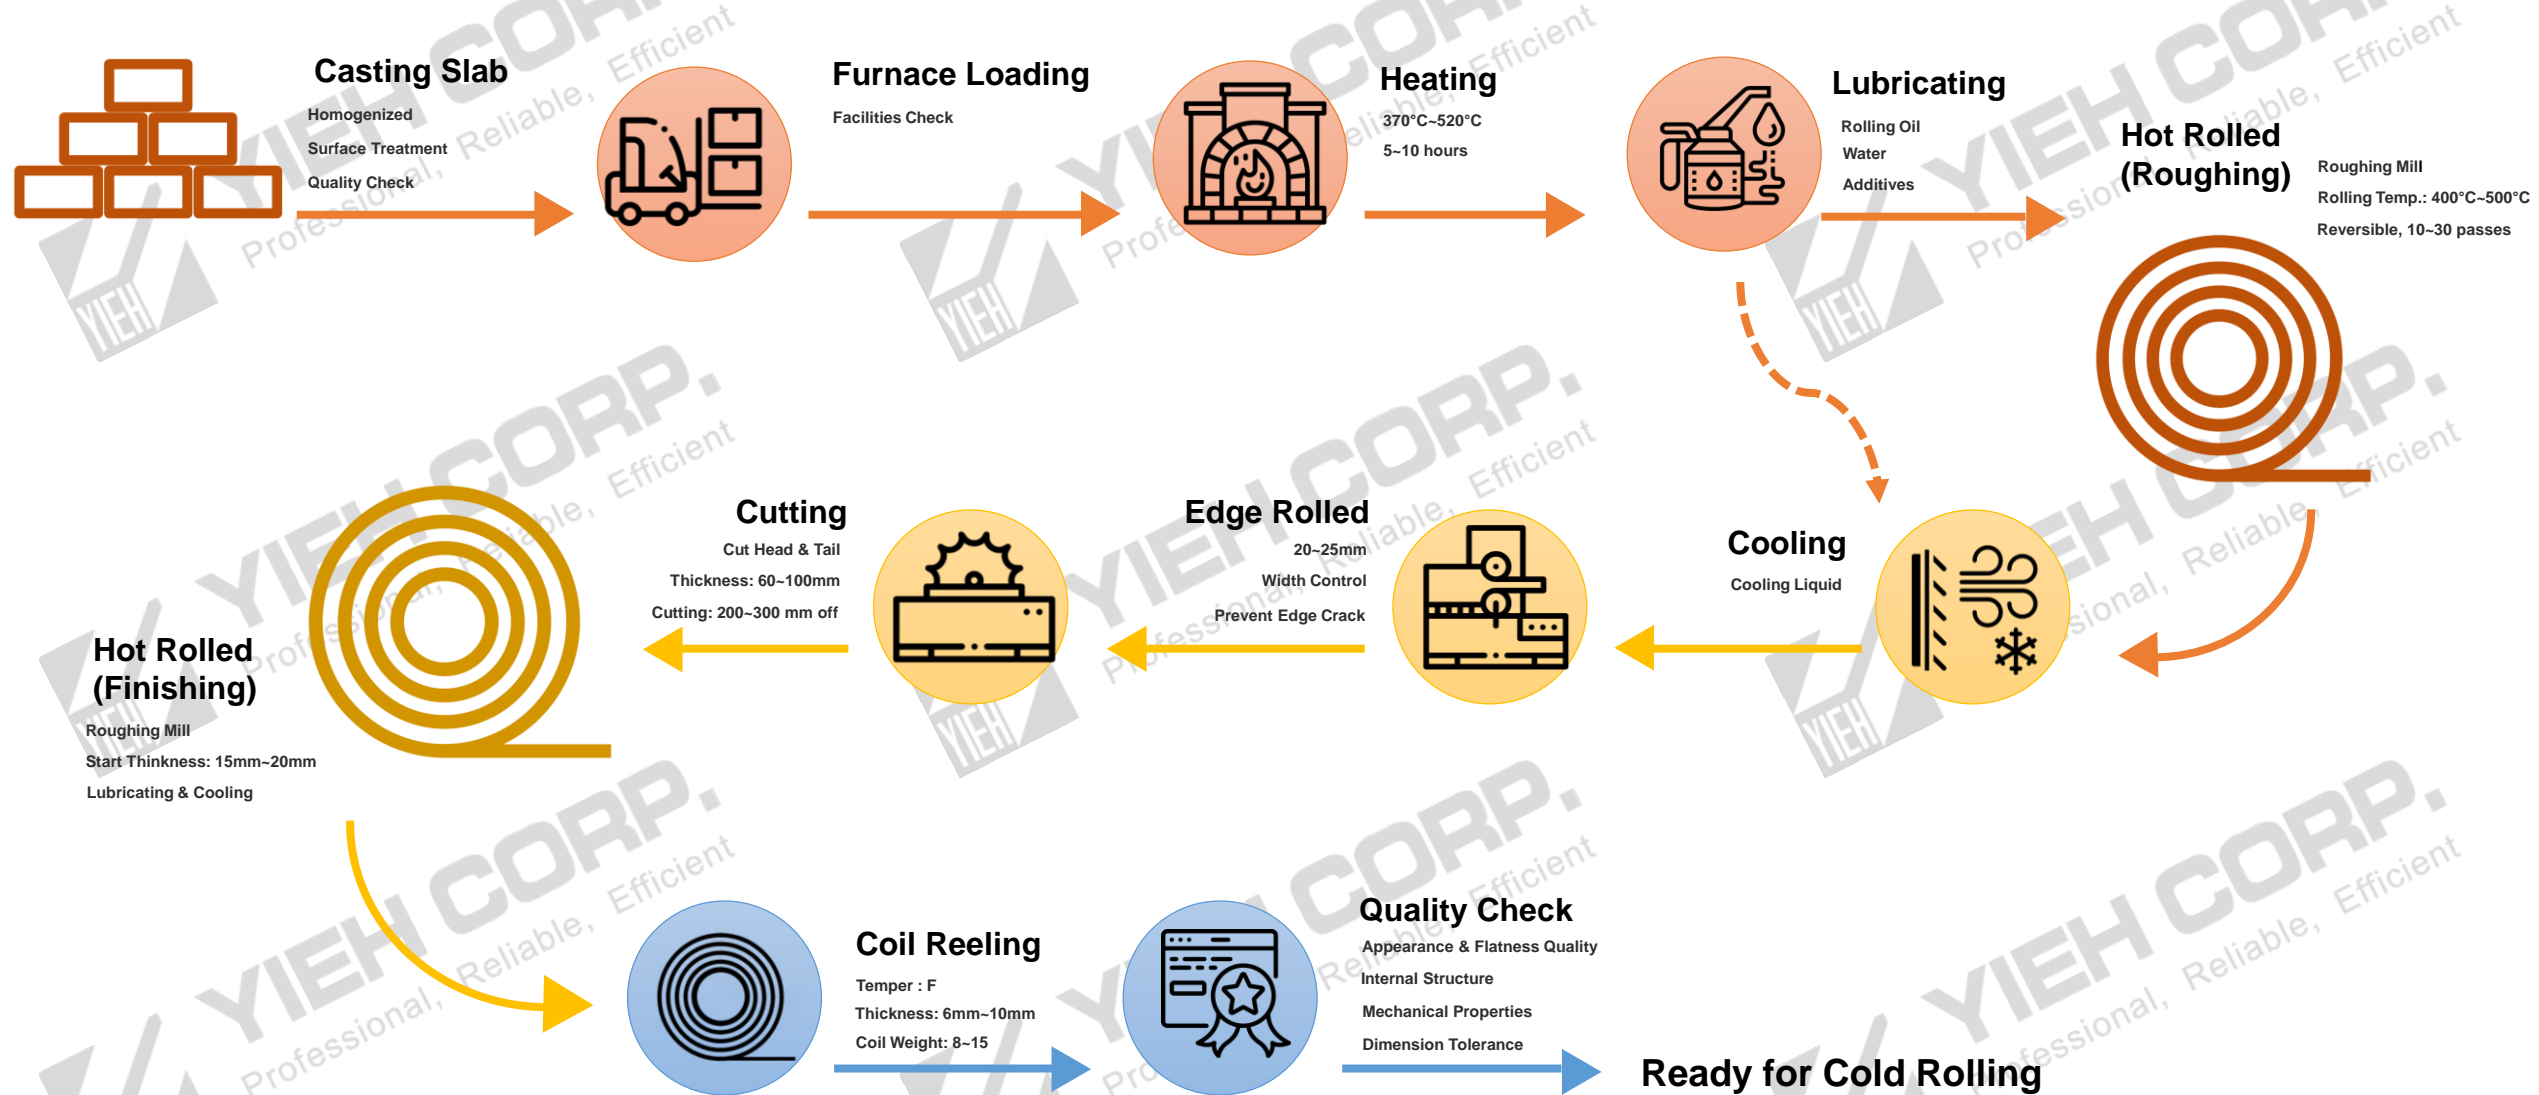 Casting Slab
Homogenized
Surface Treatment
Quality Check
Furnace Loading
Facilities Check
Heating
370°C~520°C
5~10 hours
Lubricating
Rolling Oil
Water
Additives
Hot Rolled
(Roughing)
Roughing Mill
Rolling Temp.: 400°C~500°C
Reversible, 10~30 passes
Cooling
Cooling Liquid
Edge Rolled
20~25mm
Width Control
Prevent Edge Crack
Cutting
Cut Head & Tail
Thickness: 60~100mm
Cutting: 200~300 mm off
Hot Rolled
(Finishing)
Roughing Mill
Start Thinkness: 15mm~20mm
Lubricating & Cooling
Coil Reeling
Temper : F
Thickness: 6mm~10mm
Coil Weight: 8~15
Quality Check
Appearance & Flatness Quality
Internal Structure
Mechanical Properties
Dimension Tolerance
Ready for Cold Rolling
YIEH CORP.
Professional, Reliable, Efficient
YIEH